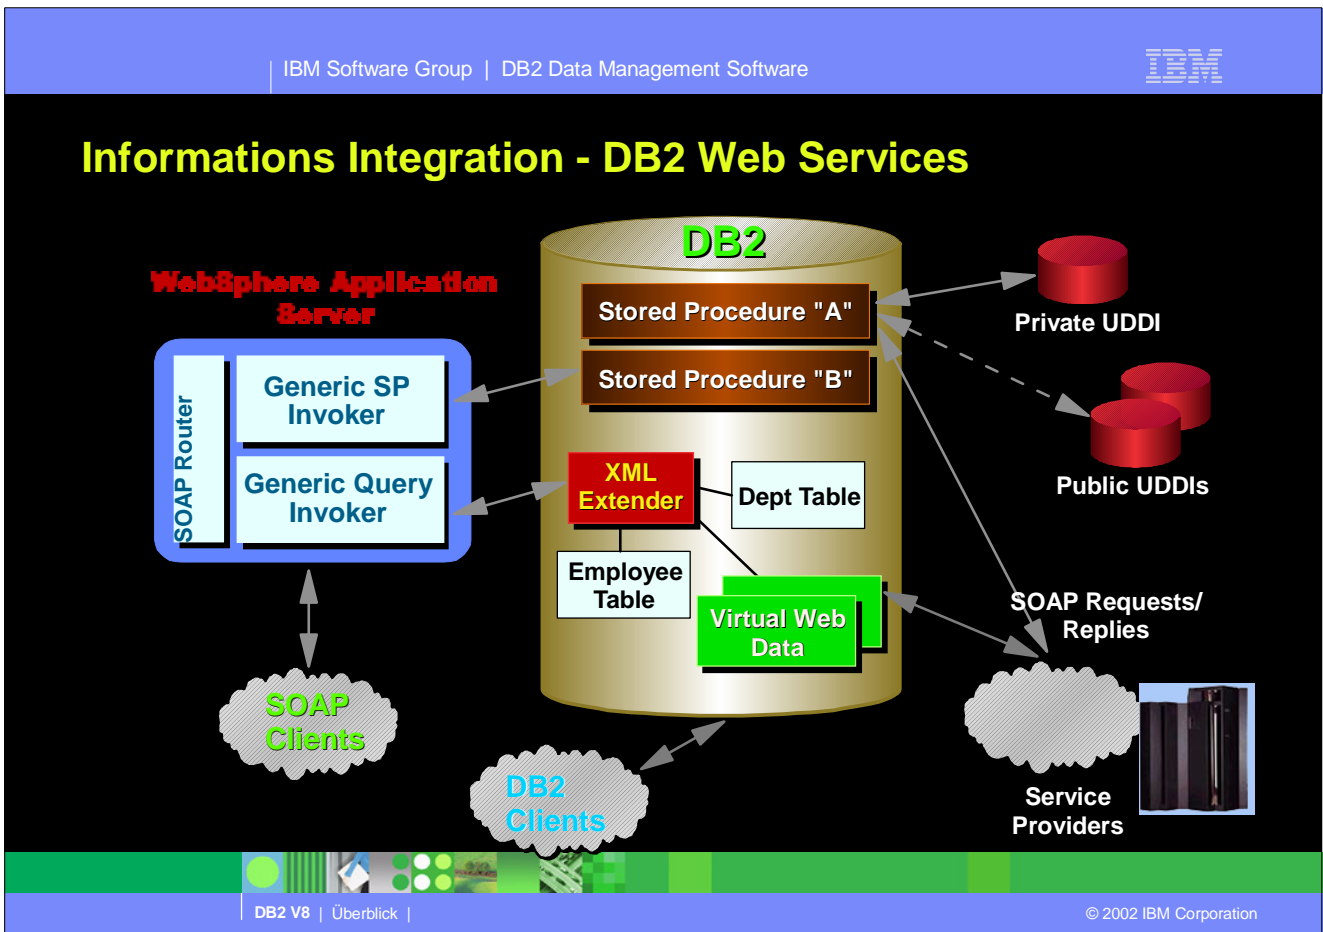 IBM Software Group | DB2 Data Management Software
IBM
Informations Integration - DB2 Web Services
DB2
WebSphere Application
Server
Stored Procedure "A"
Private UDDI
Stored Procedure "B"
SOAP Router
Generic SP
Invoker
Generic Query
Invoker
XML
Extender
Dept Table
Public UDDIs
Employee
Table
Virtual Web
Data
SOAP Requests/
Replies
SOAP
Clients
DB2
Clients
Service
Providers
DB2 V8 | Überblick |
© 2002 IBM Corporation